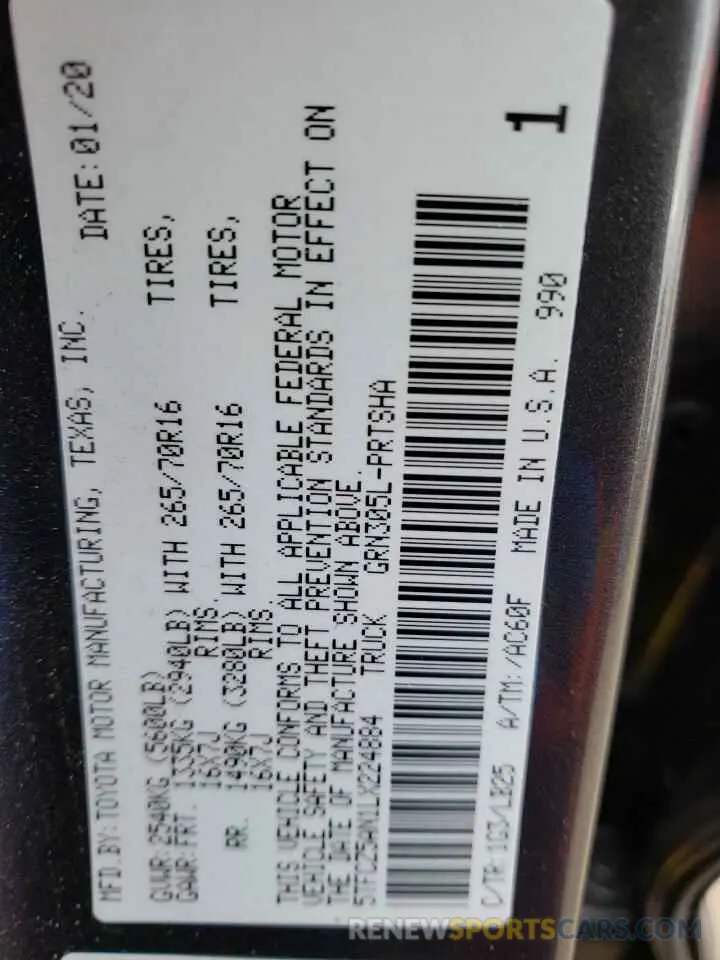 MFD.BY:TOYOTA MOTOR MANUFACTURING, TEXAS, INC. DATE:01/20
GVWR:2540KG (5600LB)
GAWR:FRT. 1335KG (2940LB) WITH 265/70R16 TIRES,
16X7J RIMS.
RR. 1490KG (3280LB) WITH 265/70R16 TIRES,
16X7J RIMS
THIS VEHICLE CONFORMS TO ALL APPLICABLE FEDERAL MOTOR
VEHICLE SAFETY AND THEFT PREVENTION STANDARDS IN EFFECT ON
THE DATE OF MANUFACTURE SHOWN ABOVE.
5TFCZ5AN1LX224884 TRUCK GRN305L-PRTSHA
C/TR:1G3/LB25 A/TM:/AC60F MADE IN U.S.A. 990
1
RENEWSPORTSCARS.COM